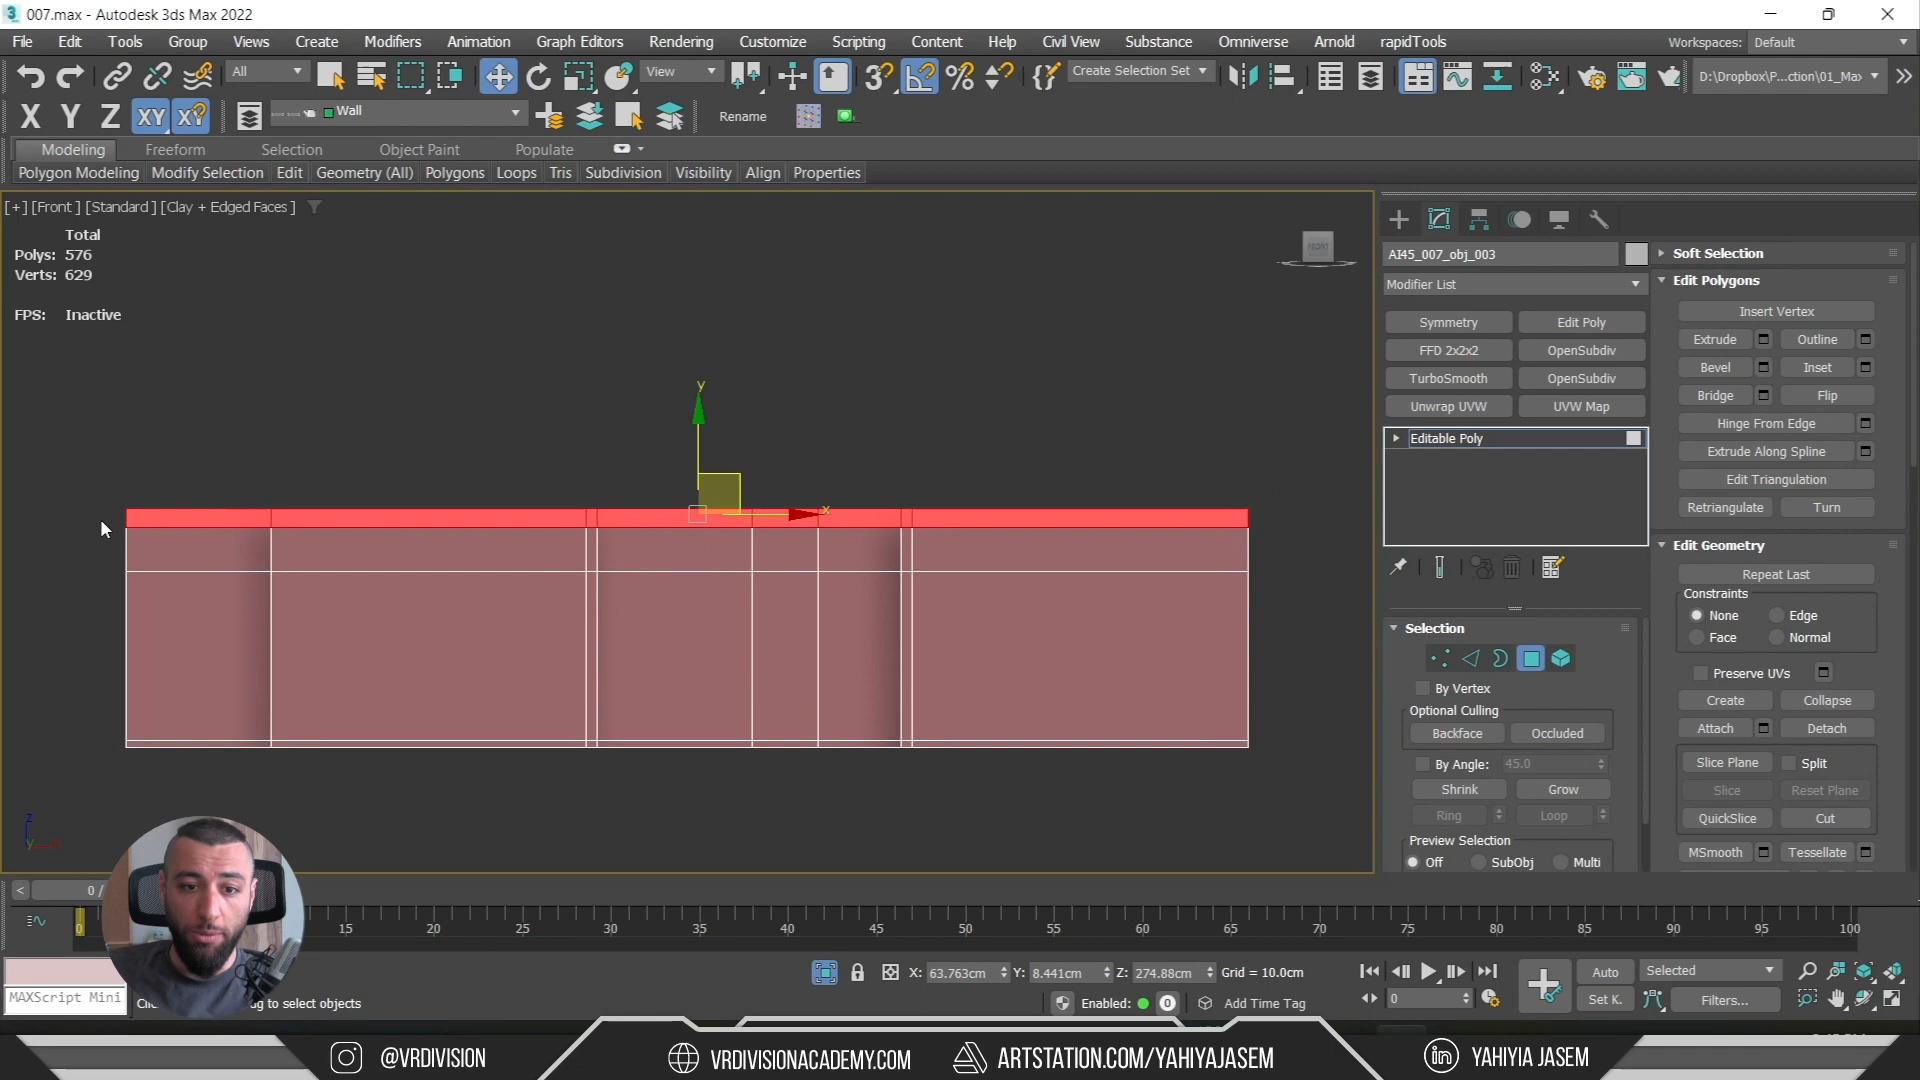 007.max - Autodesk 3ds Max 2022
File Edit Tools Group Views Create Modifiers Animation Graph Editors Rendering Customize Scripting Content Help Civil View Substance Omniverse Arnold rapidTools Workspaces: Default
All View Create Selection Set D:\Dropbox\P...ction\01_Max
X Y Z XY XY Wall Rename
Modeling Freeform Selection Object Paint Populate
Polygon Modeling Modify Selection Edit Geometry (All) Polygons Loops Tris Subdivision Visibility Align Properties
[+] [Front ] [Standard ] [Clay + Edged Faces ]
Total
Polys: 576
Verts: 629
FPS: Inactive
FRONT
y
x
z
y
AI45_007_obj_003
Modifier List
Symmetry Edit Poly
FFD 2x2x2 OpenSubdiv
TurboSmooth OpenSubdiv
Unwrap UVW UVW Map
Editable Poly
Selection
By Vertex
Optional Culling
Backface Occluded
By Angle: 45.0
Shrink Grow
Ring Loop
Preview Selection
Off SubObj Multi
Soft Selection
Edit Polygons
Insert Vertex
Extrude Outline
Bevel Inset
Bridge Flip
Hinge From Edge
Extrude Along Spline
Edit Triangulation
Retriangulate Turn
Edit Geometry
Repeat Last
Constraints
None Edge
Face Normal
Preserve UVs
Create Collapse
Attach Detach
Slice Plane Split
Slice Reset Plane
QuickSlice Cut
MSmooth Tessellate
< 0 /
0 15 20 25 30 35 40 45 50 55 60 65 70 75 80 85 90 95 100
X: 63.763cm Y: 8.441cm Z: 274.88cm Grid = 10.0cm
Auto Selected
MAXScript Mini
to select objects
Enabled: 0 Add Time Tag
0 Set K. Filters...
@VRDIVISION VRDIVISIONACADEMY.COM ARTSTATION.COM/YAHIYAJASEM in YAHIYIA JASEM